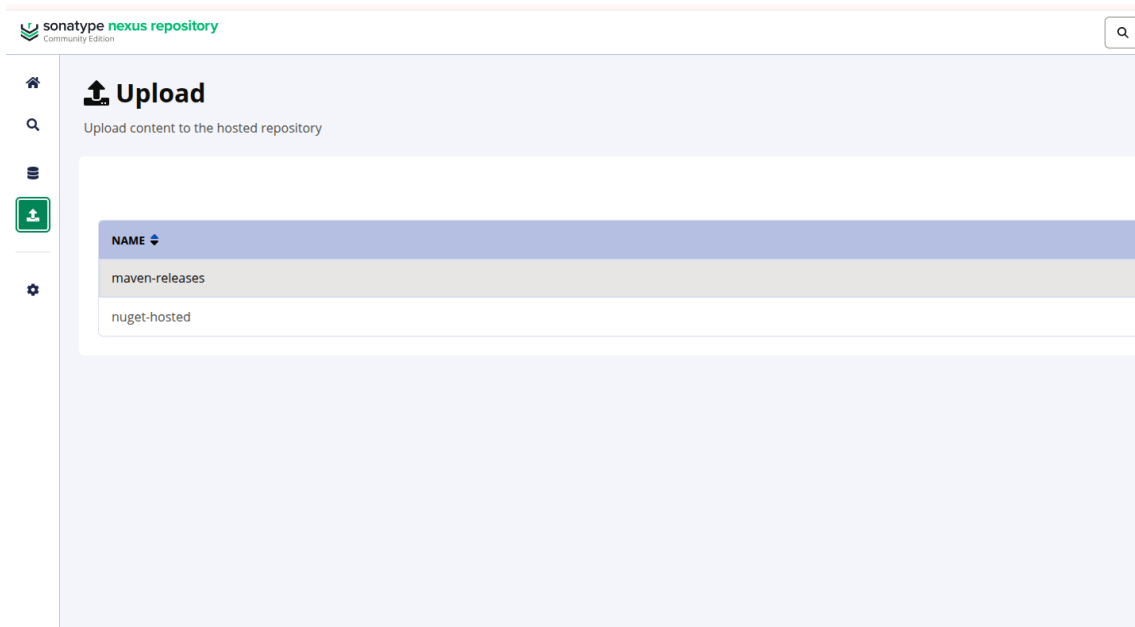 sonatype nexus repository
Community Edition
Upload
Upload content to the hosted repository
NAME
maven-releases
nuget-hosted